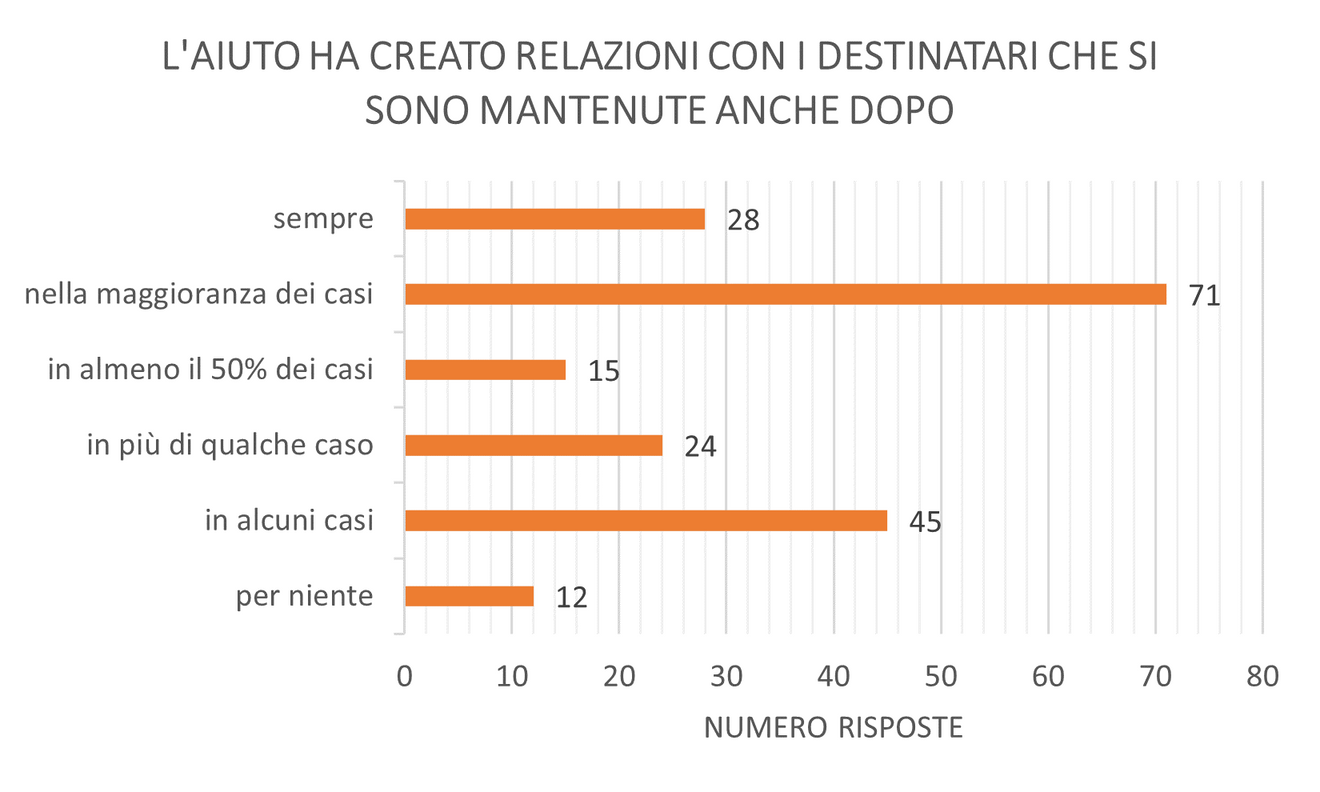 L'AIUTO HA CREATO RELAZIONI CON I DESTINATARI CHE SI
SONO MANTENUTE ANCHE DOPO
sempre 28
nella maggioranza dei casi 71
in almeno il 50% dei casi 15
in più di qualche caso 24
in alcuni casi 45
per niente 12
0 10 20 30 40 50 60 70 80
NUMERO RISPOSTE